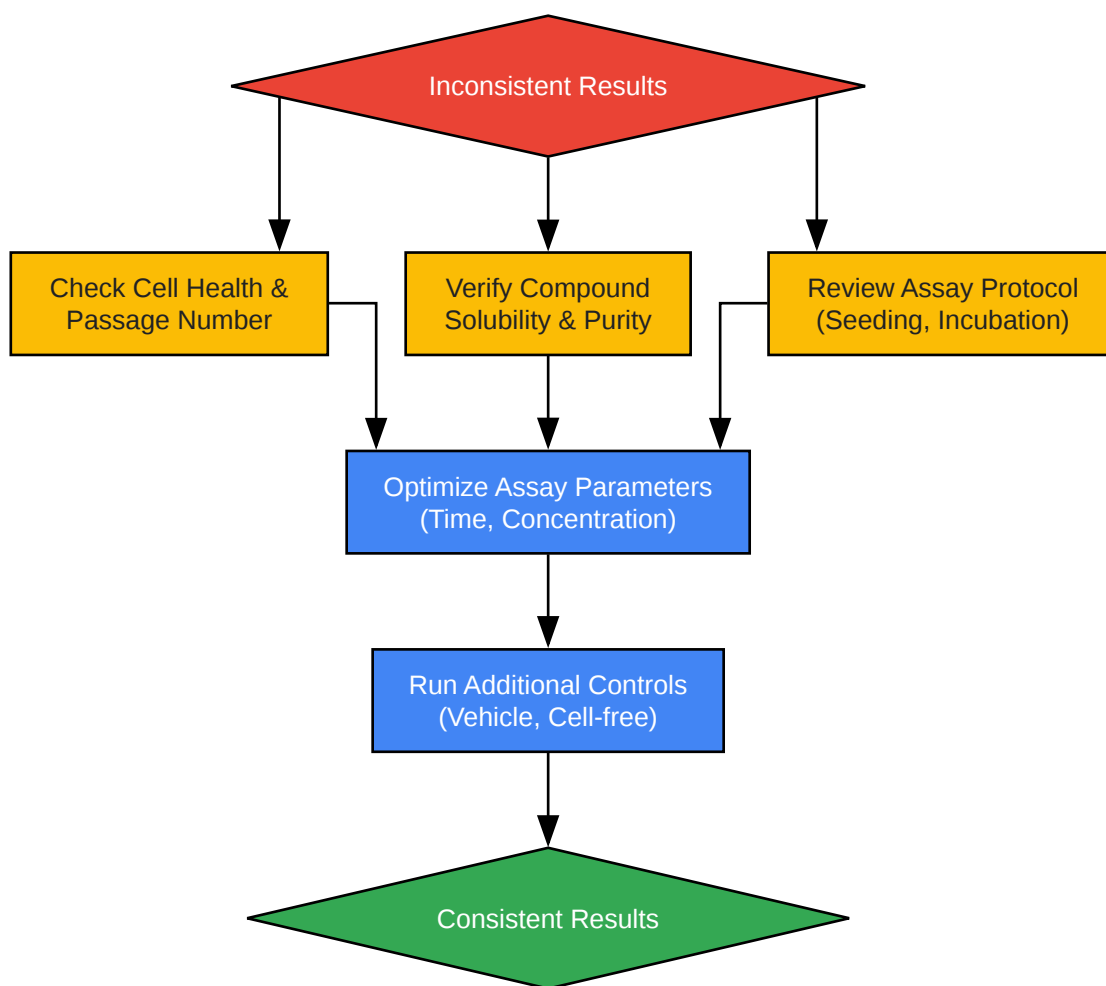 Inconsistent Results
Check Cell Health &
Passage Number
Verify Compound
Solubility & Purity
Review Assay Protocol
(Seeding, Incubation)
Optimize Assay Parameters
(Time, Concentration)
Run Additional Controls
(Vehicle, Cell-free)
Consistent Results